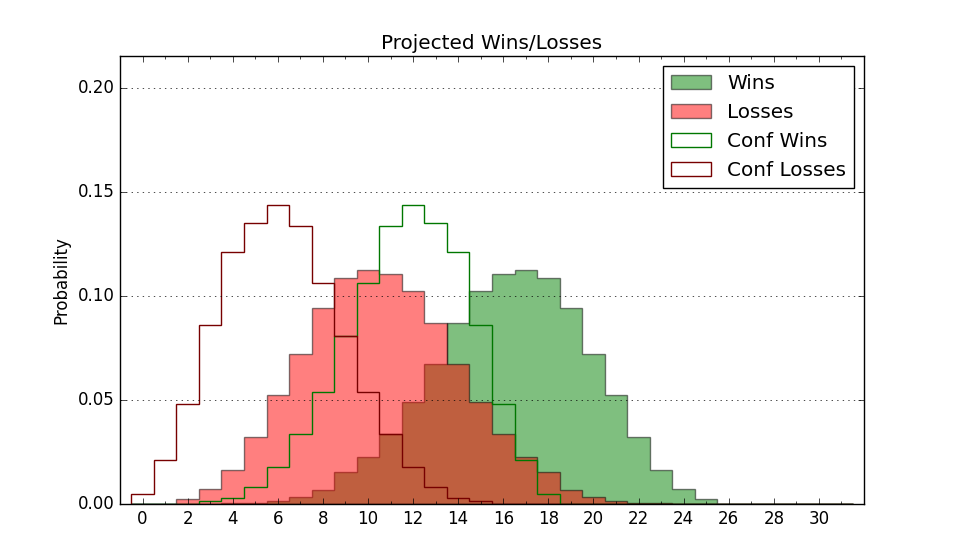 Projected Wins/Losses
0.20
0.15
0.10
0.05
0.00
Probability
Wins
Losses
Conf Wins
Conf Losses
0 2 4 6 8 10 12 14 16 18 20 22 24 26 28 30